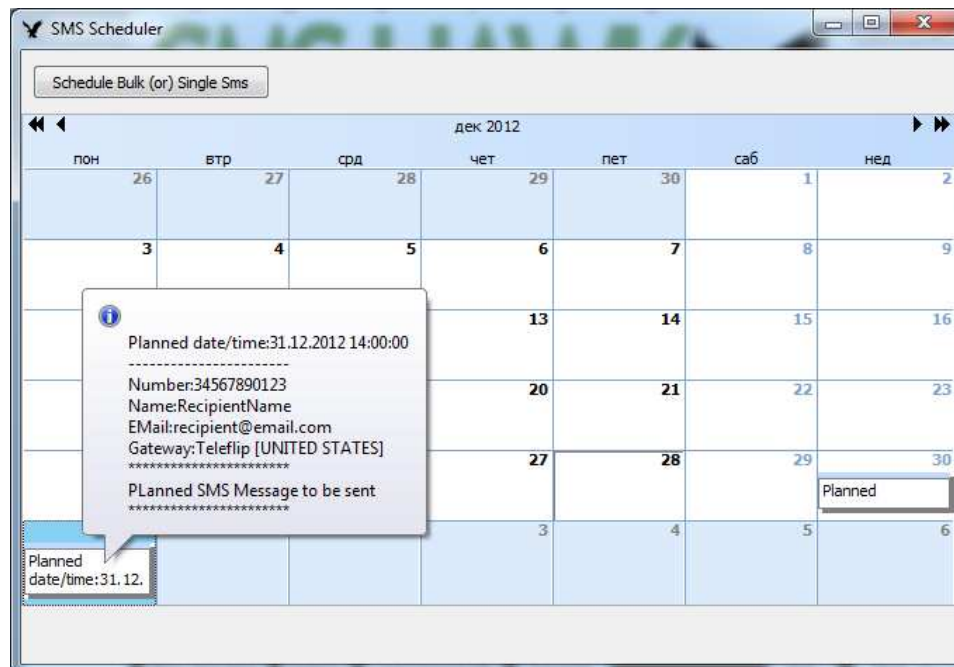 SMS Scheduler
Schedule Bulk (or) Single Sms
дек 2012
пон втр срд чет пет саб нед
26 27 28 29 30 1 2
3 4 5 6 7 8 9
13 14 15 16
Planned date/time:31.12.2012 14:00:00
-----------------------
Number:34567890123
Name:RecipientName
EMail:recipient@email.com
Gateway:Teleflip [UNITED STATES]
***********************
PLanned SMS Message to be sent
***********************
20 21 22 23
27 28 29 30
Planned
3 4 5 6
Planned
date/time:31.12.